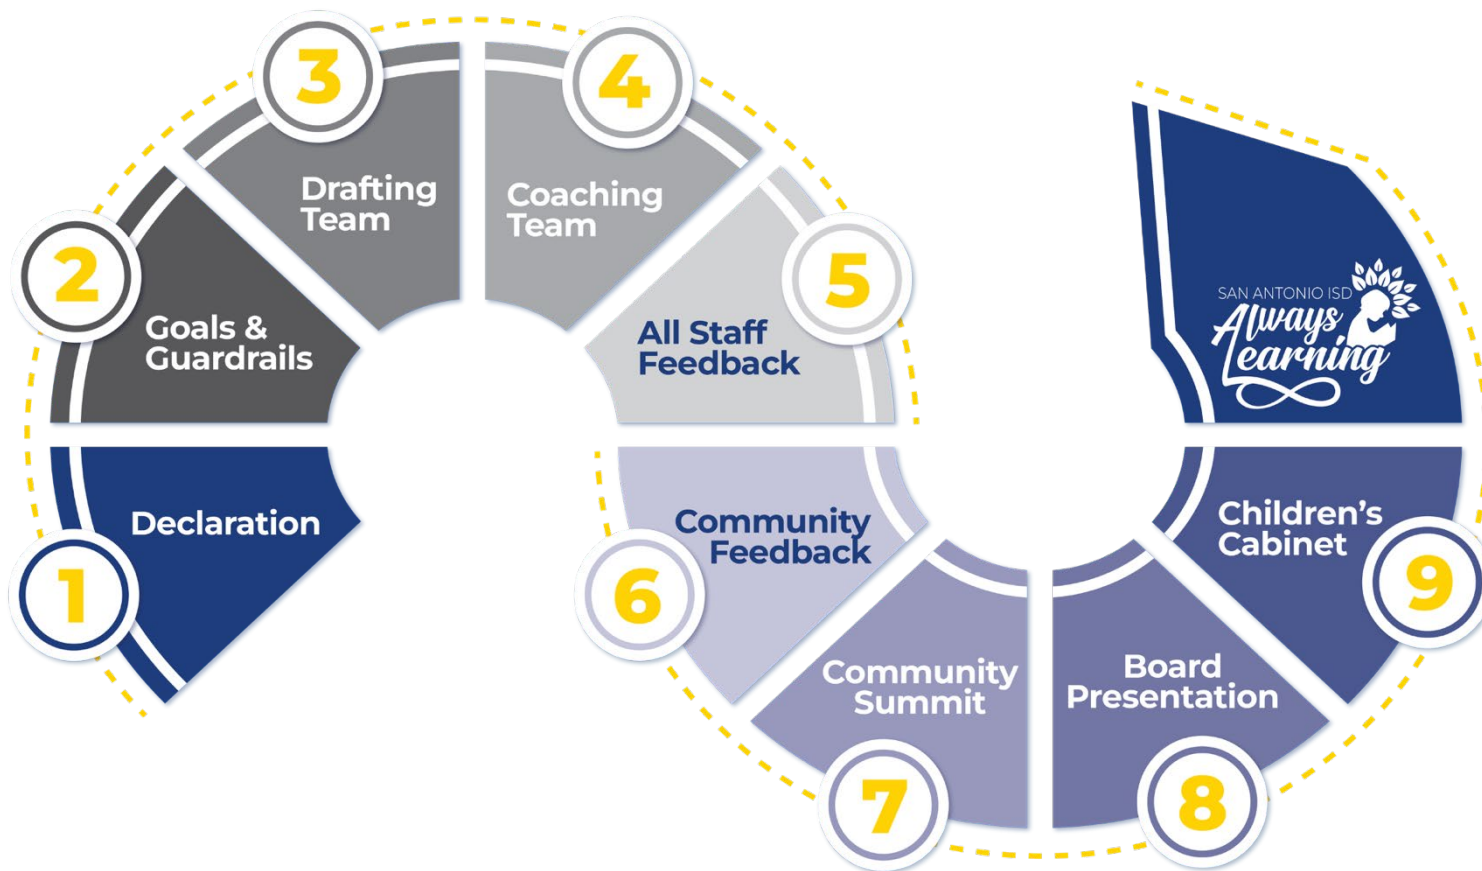 1
Declaration
2
Goals &
Guardrails
3
Drafting
Team
4
Coaching
Team
5
All Staff
Feedback
6
Community
Feedback
7
Community
Summit
8
Board
Presentation
9
Children's
Cabinet
SAN ANTONIO ISD
Always
Learning